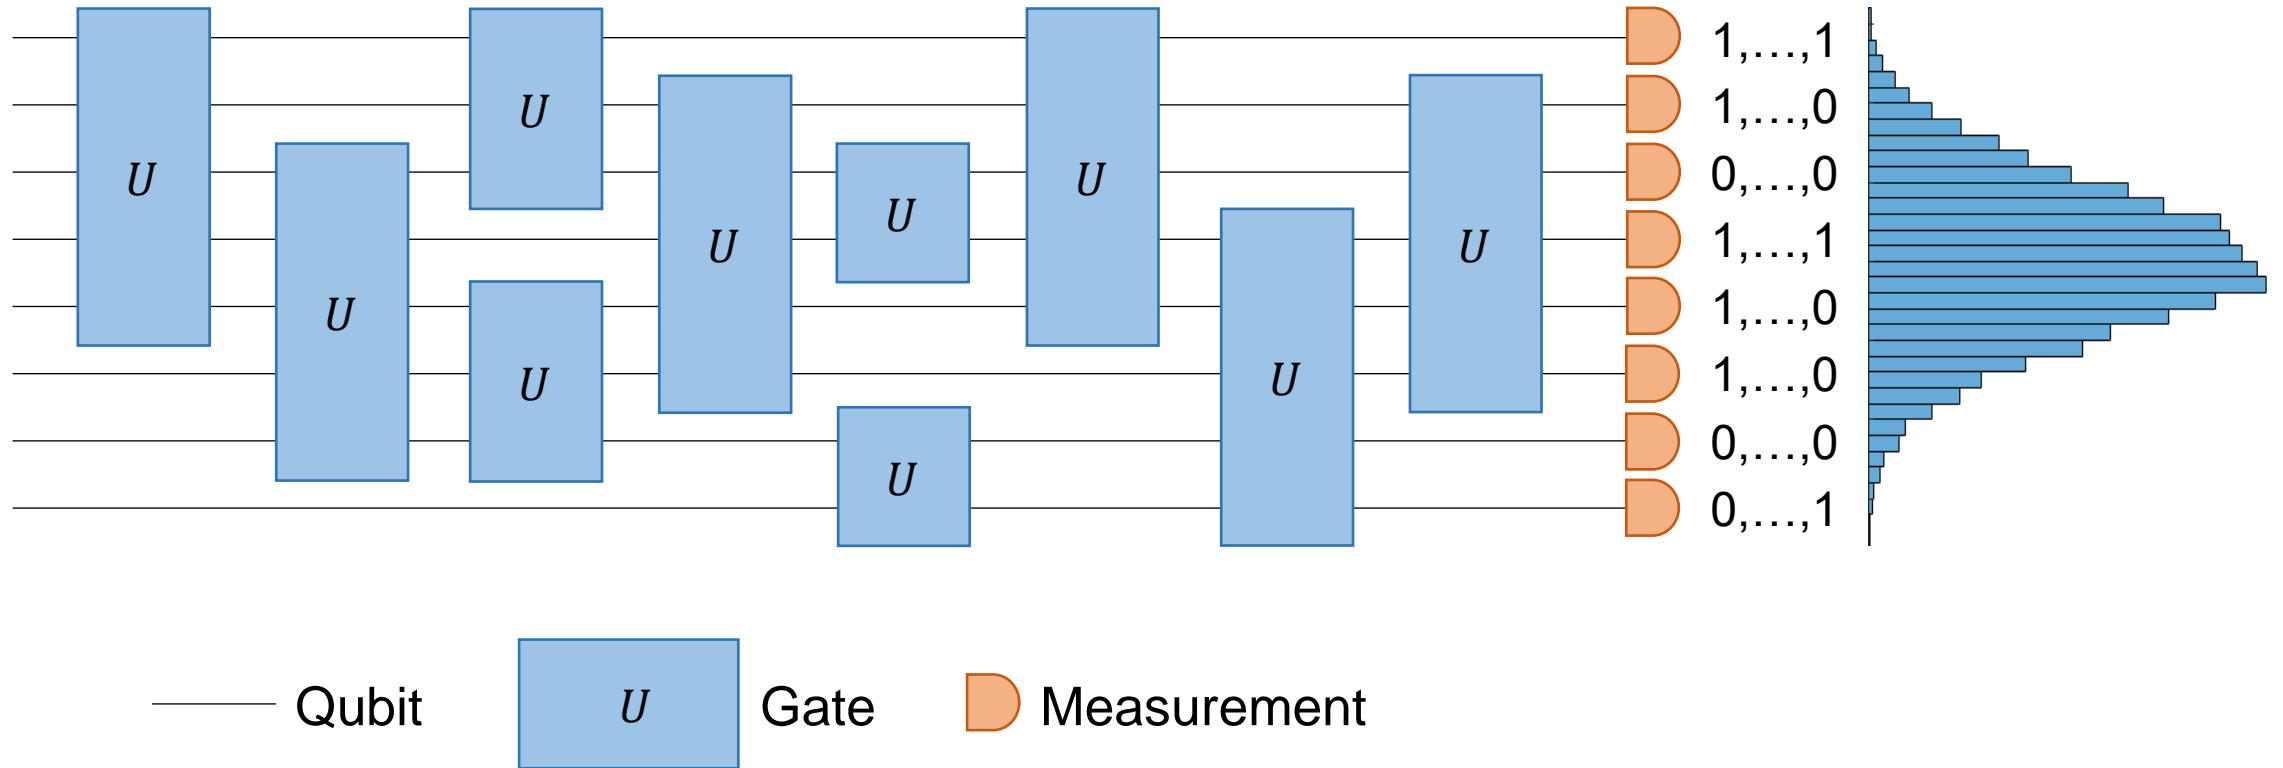 1,…,1
U
1,…,0
U
0,…,0
U
U
U
1,…,1
U
U
1,…,0
U
1,…,0
U
U
0,…,0
U
0,…,1
Qubit
U Gate
Measurement